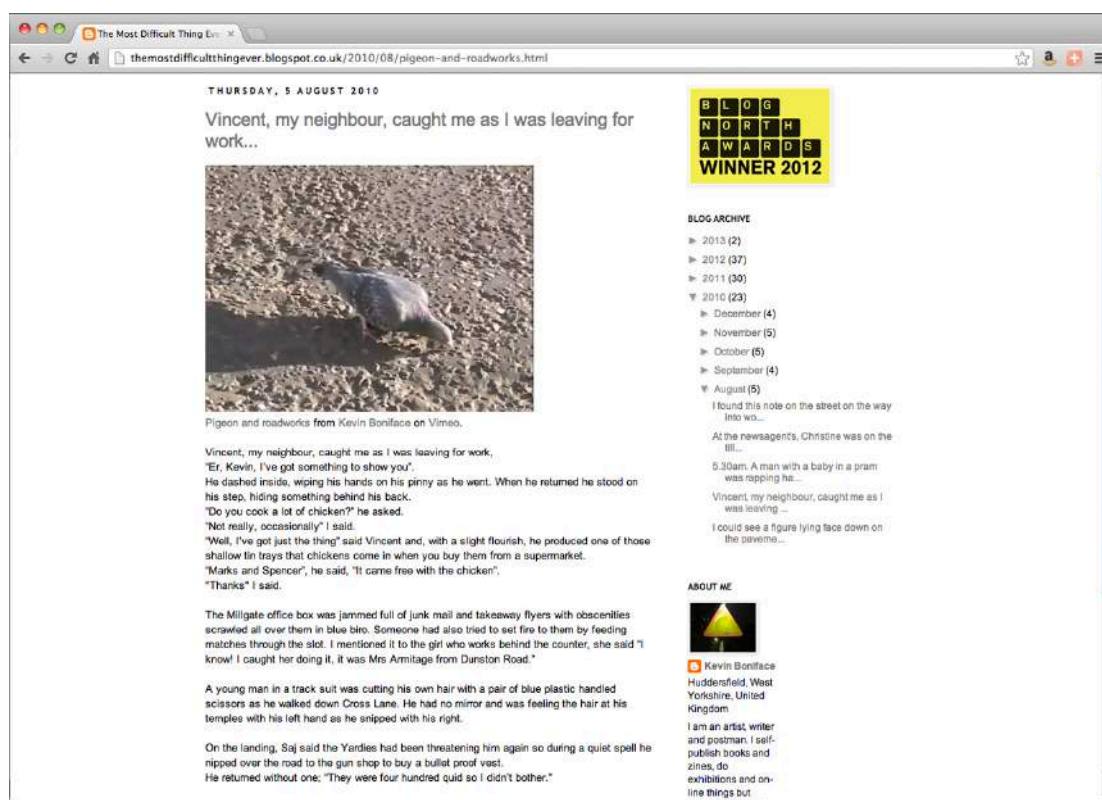 The Most Difficult Thing Eve
themostdifficultthingever.blogspot.co.uk/2010/08/pigeon-and-roadworks.html
THURSDAY, 5 AUGUST 2010
Vincent, my neighbour, caught me as I was leaving for
work...
Pigeon and roadworks from Kevin Boniface on Vimeo.
Vincent, my neighbour, caught me as I was leaving for work,
"Er, Kevin, I've got something to show you".
He dashed inside, wiping his hands on his pinny as he went. When he returned he stood on
his step, hiding something behind his back.
"Do you cook a lot of chicken?" he asked.
"Not really, occasionally" I said.
"Well, I've got just the thing" said Vincent and, with a slight flourish, he produced one of those
shallow tin trays that chickens come in when you buy them from a supermarket.
"Marks and Spencer", he said, "It came free with the chicken".
"Thanks" I said.
The Millgate office box was jammed full of junk mail and takeaway flyers with obscenities
scrawled all over them in blue biro. Someone had also tried to set fire to them by feeding
matches through the slot. I mentioned it to the girl who works behind the counter, she said "I
know! I caught her doing it, it was Mrs Armitage from Dunston Road."
A young man in a track suit was cutting his own hair with a pair of blue plastic handled
scissors as he walked down Cross Lane. He had no mirror and was feeling the hair at his
temples with his left hand as he snipped with his right.
On the landing, Saj said the Yardies had been threatening him again so during a quiet spell he
nipped over the road to the gun shop to buy a bullet proof vest.
He returned without one; "They were four hundred quid so I didn't bother."
BLOG
NORTH
AWARDS
WINNER 2012
BLOG ARCHIVE
► 2013 (2)
► 2012 (37)
► 2011 (30)
▼ 2010 (23)
► December (4)
► November (5)
► October (5)
► September (4)
▼ August (5)
I found this note on the street on the way
into wo...
At the newsagent's, Christine was on the
till...
5.30am. A man with a baby in a pram
was rapping ha...
Vincent, my neighbour, caught me as I
was leaving ...
I could see a figure lying face down on
the paveme...
ABOUT ME
Kevin Boniface
Huddersfield, West
Yorkshire, United
Kingdom
I am an artist, writer
and postman. I self-
publish books and
zines, do
exhibitions and on-
line things but